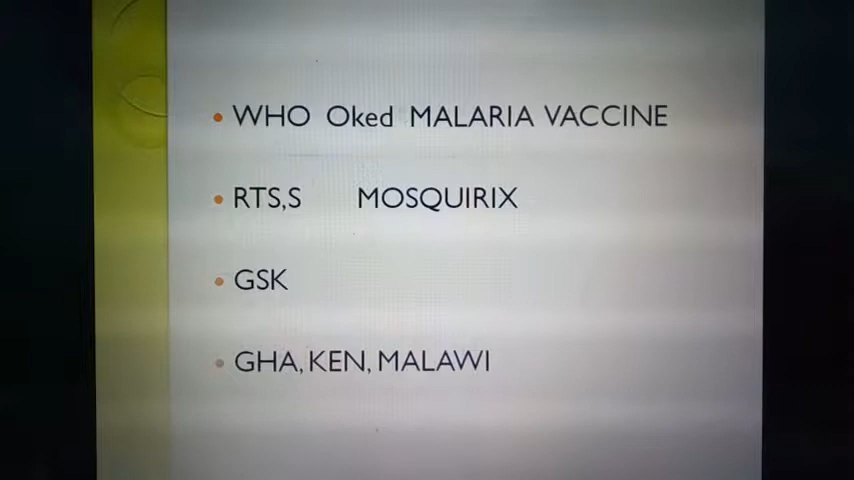 WHO Oked MALARIA VACCINE
RTS,S MOSQUIRIX
GSK
GHA, KEN, MALAWI